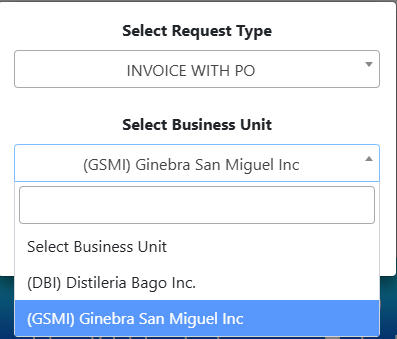 Select Request Type
INVOICE WITH PO
Select Business Unit
(GSMI) Ginebra San Miguel Inc
Select Business Unit
(DBI) Distileria Bago Inc.
(GSMI) Ginebra San Miguel Inc